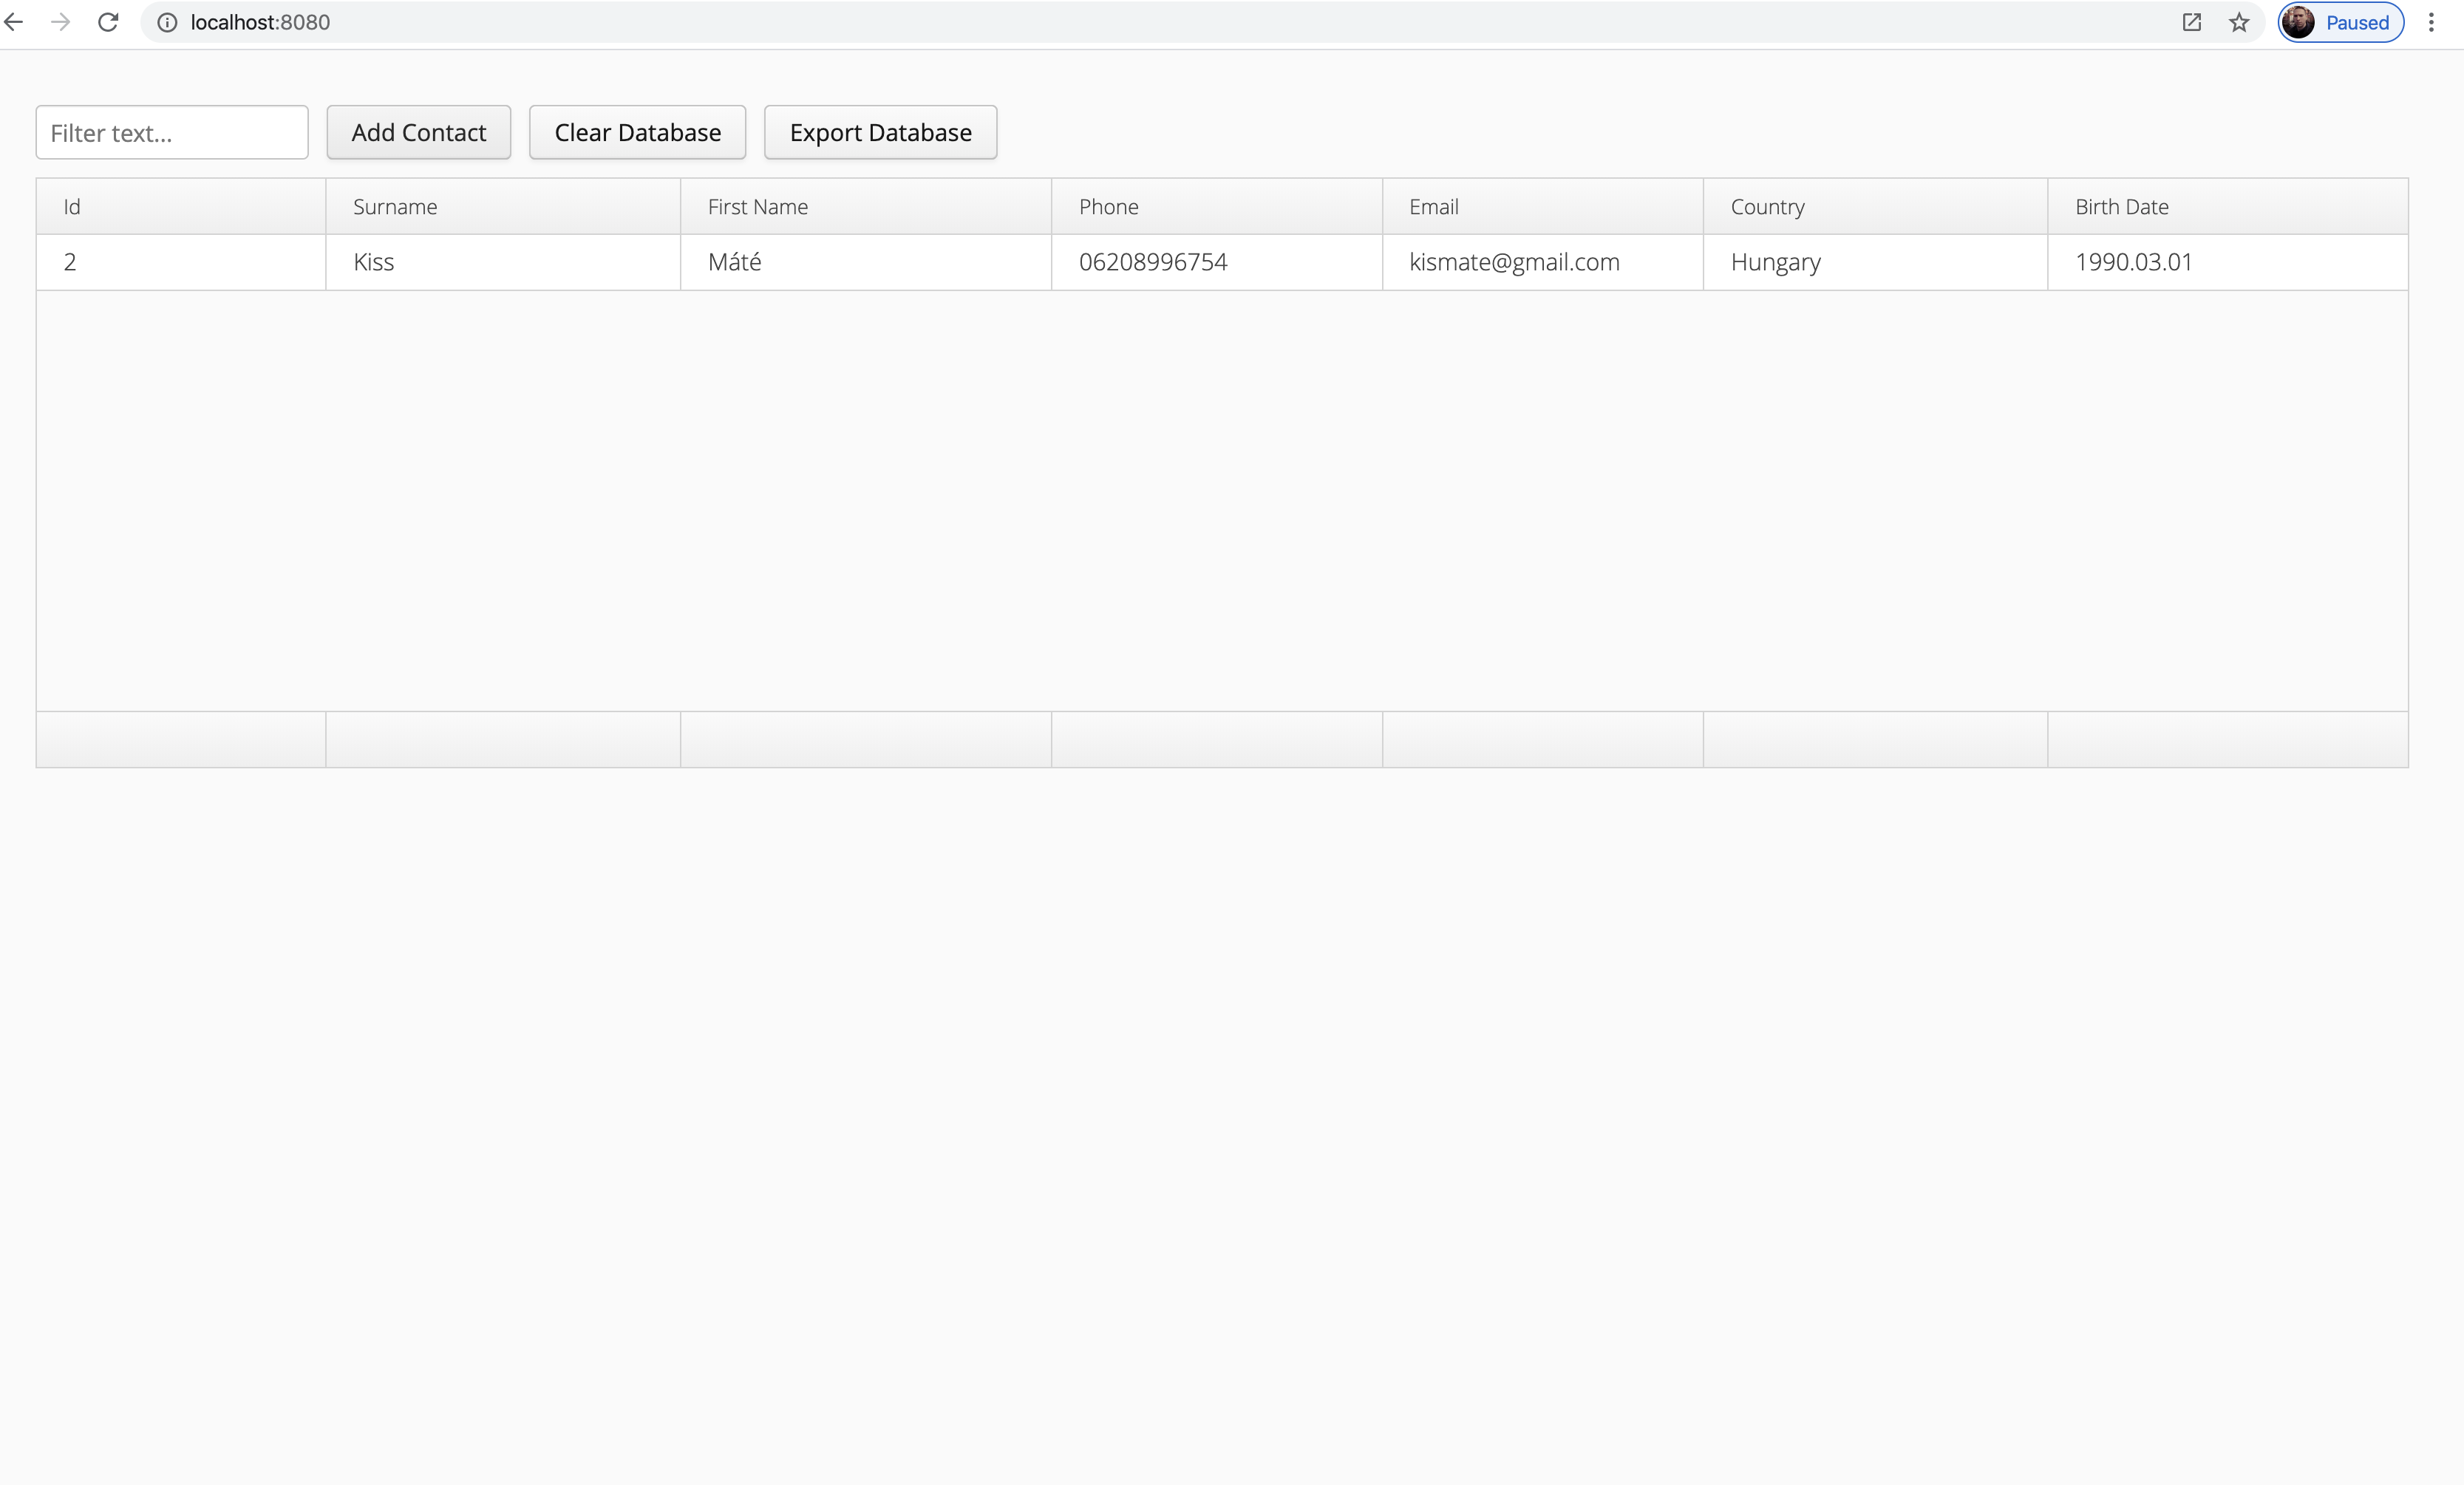 localhost:8080 Paused
Filter text... Add Contact Clear Database Export Database
Id Surname First Name Phone Email Country Birth Date
2 Kiss Máté 06208996754 kismate@gmail.com Hungary 1990.03.01